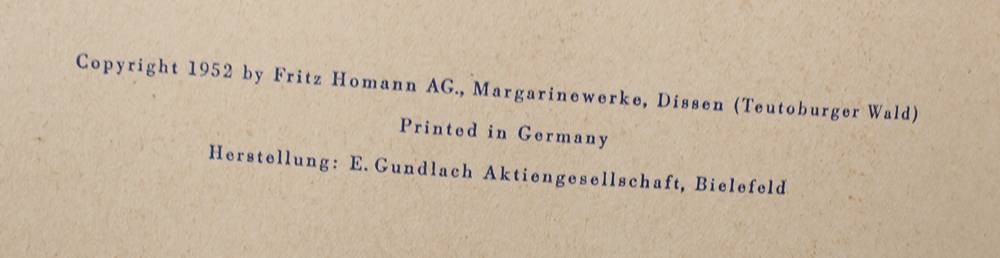 Copyright 1952 by Fritz Homann AG., Margarinewerke, Dissen (Teutoburger Wald)
Printed in Germany
Herstellung: E. Gundlach Aktiengesellschaft, Bielefeld